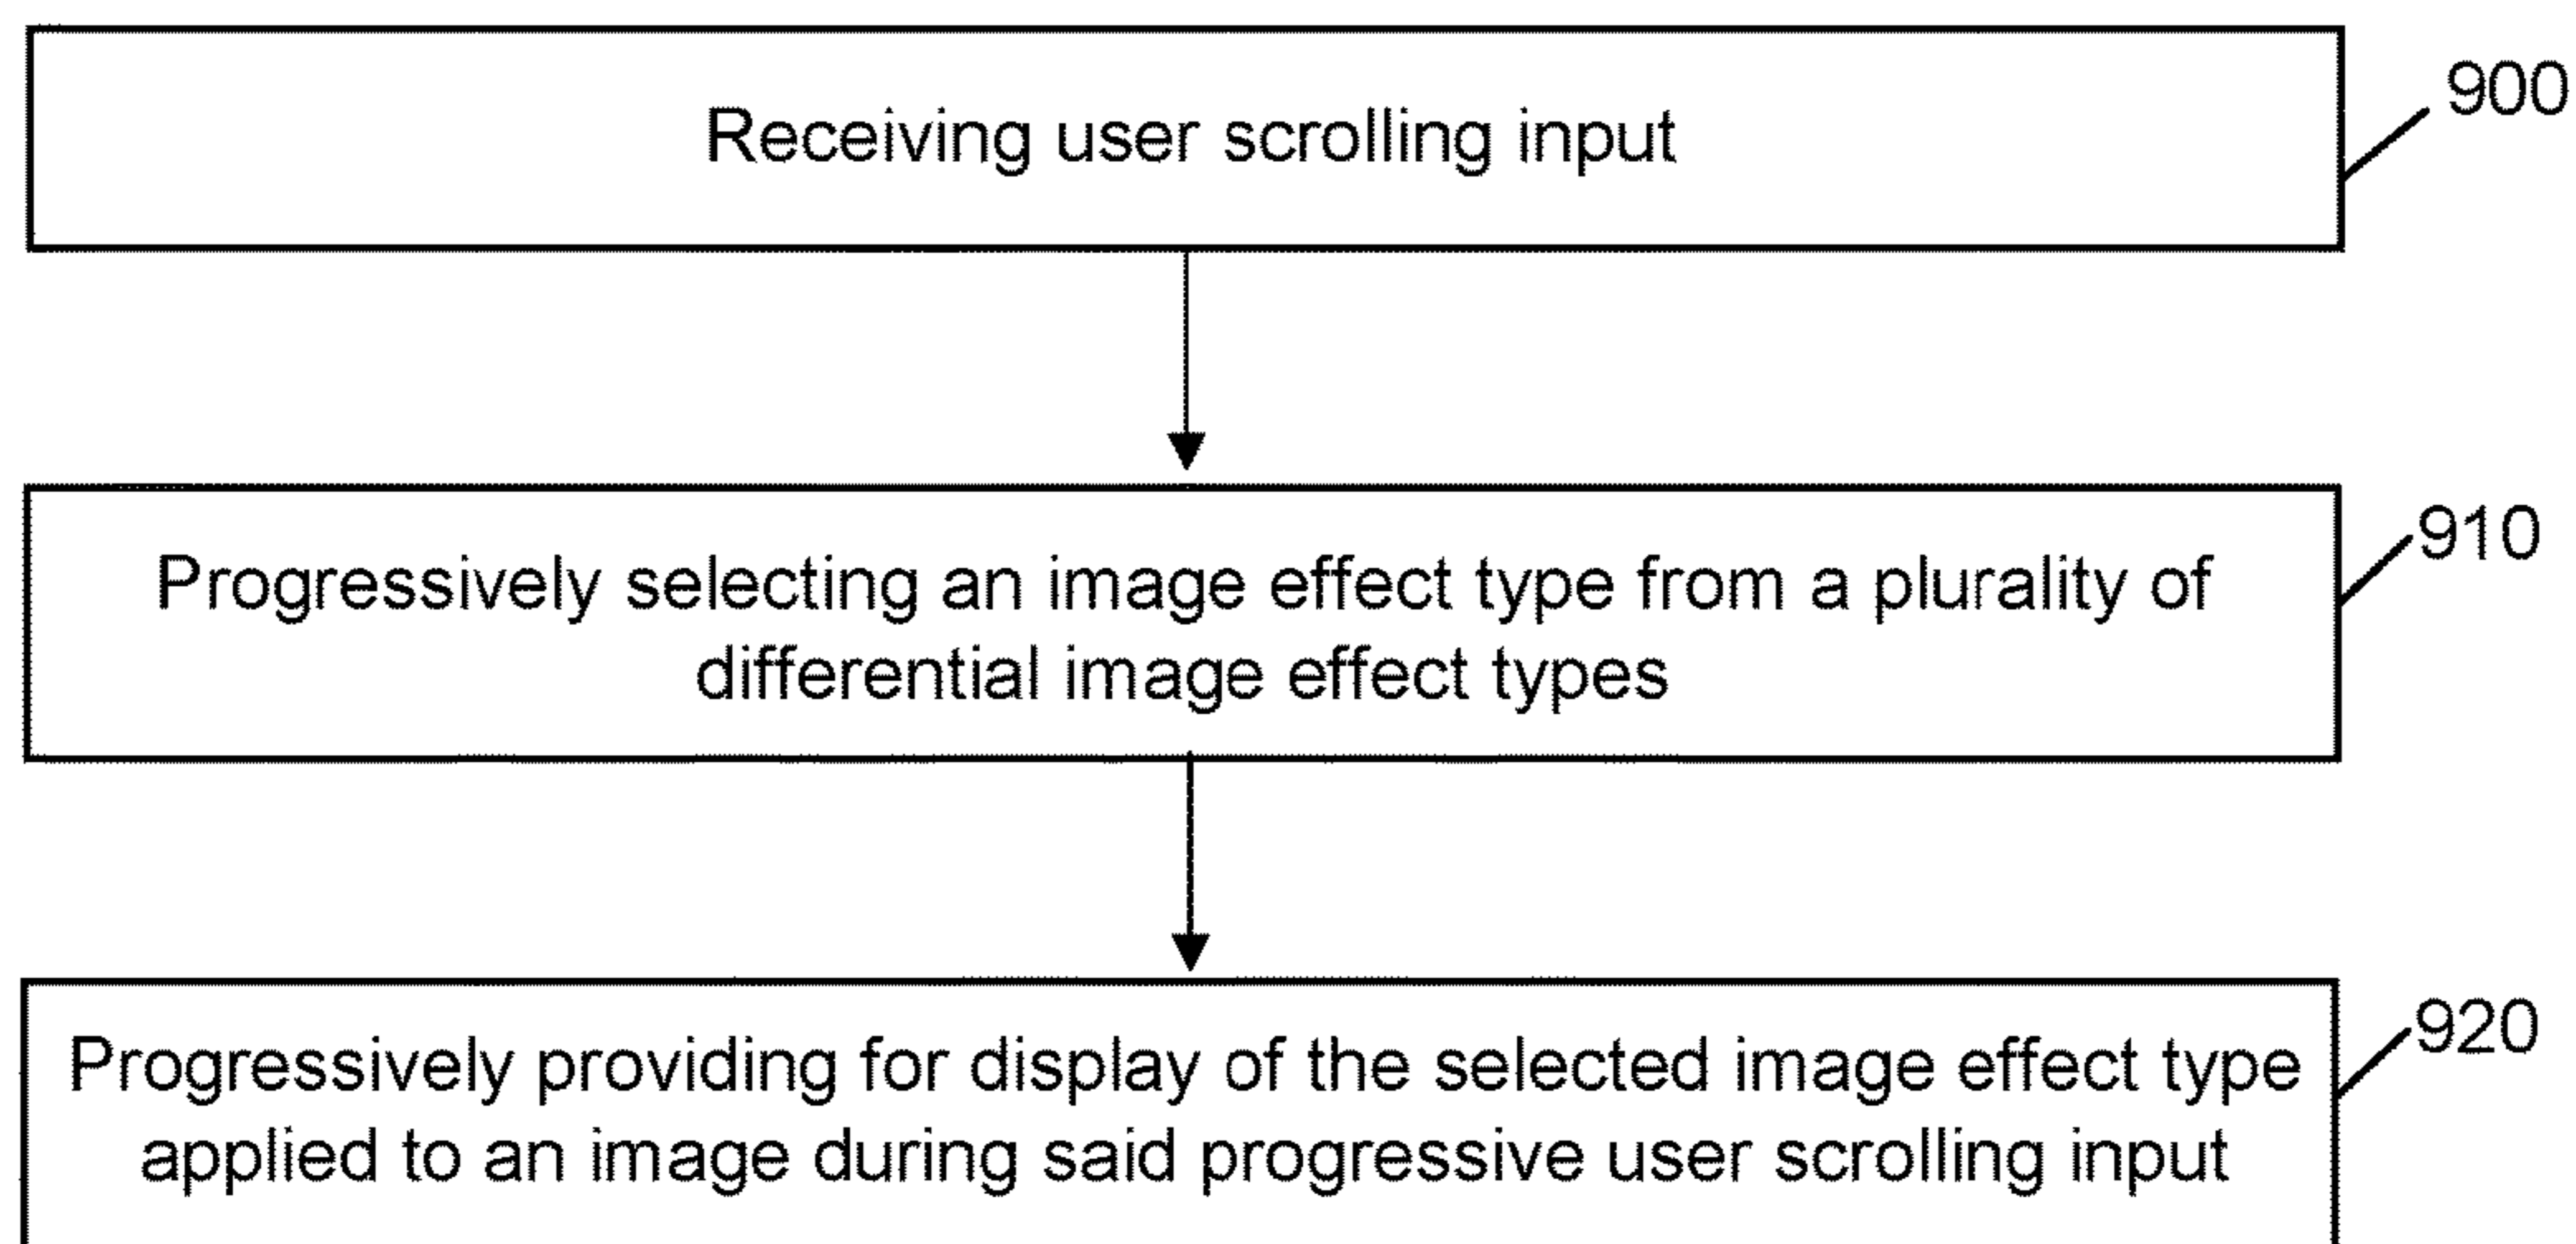 Receiving user scrolling input
900
Progressively selecting an image effect type from a plurality of
differential image effect types
910
Progressively providing for display of the selected image effect type
applied to an image during said progressive user scrolling input
920